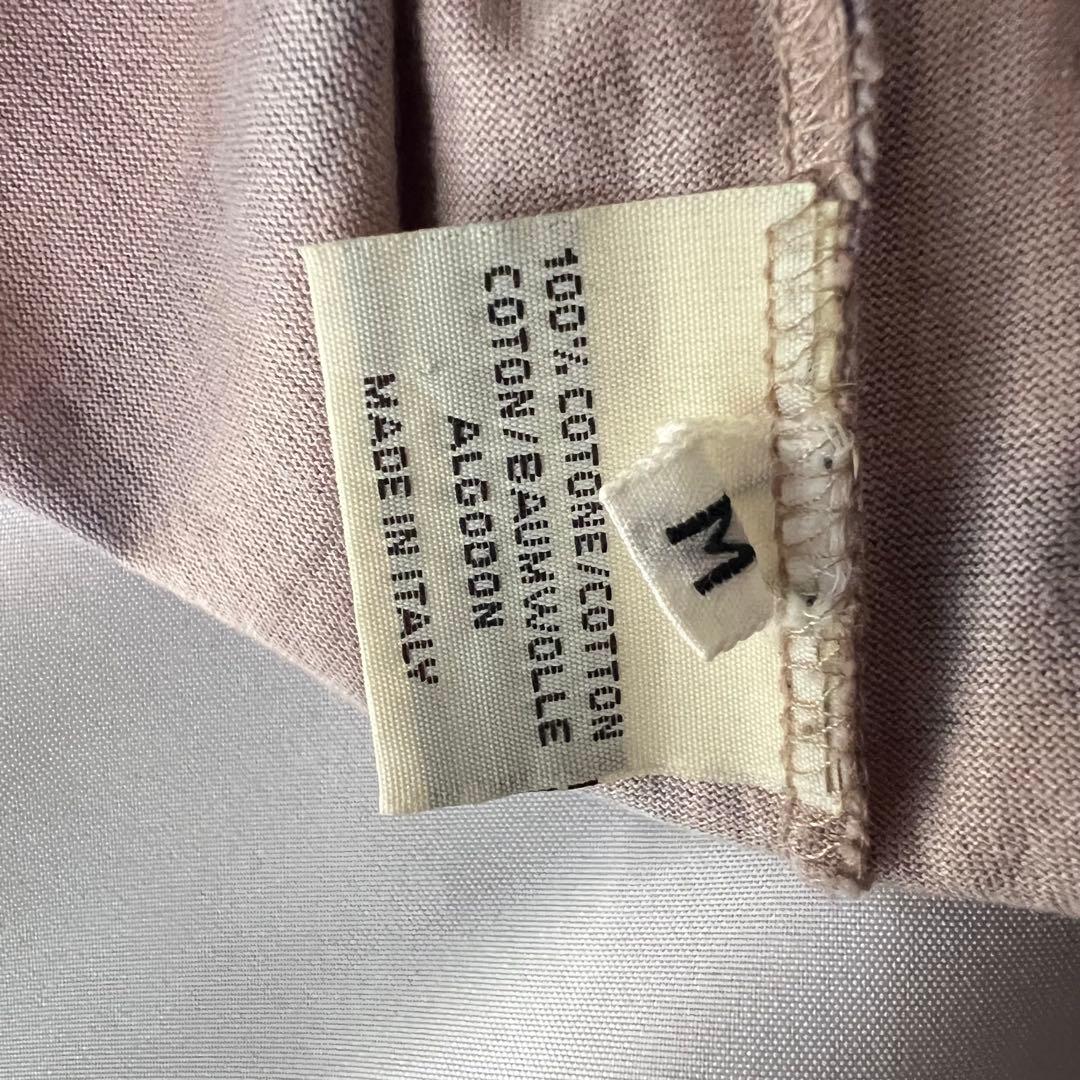 M
100% COTONE/COTTON
COTON/BAUMWOLLE
ALGODON
MADE IN ITALY